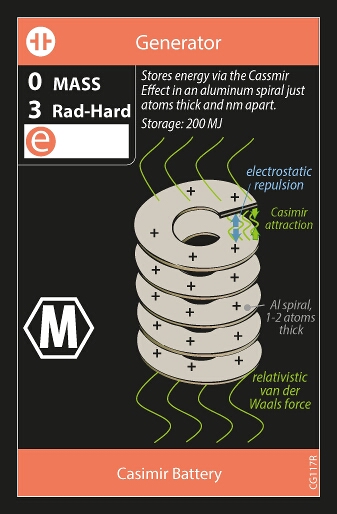 Generator
0 MASS
3 Rad-Hard
e
Stores energy via the Cassmir
Effect in an aluminum spiral just
atoms thick and nm apart.
Storage: 200 MJ
electrostatic
repulsion
Casimir
attraction
+ + + + + + + + + + + + + + +
Al spiral,
1-2 atoms
thick
M
relativistic
van der
Waals force
Casimir Battery
CG117R